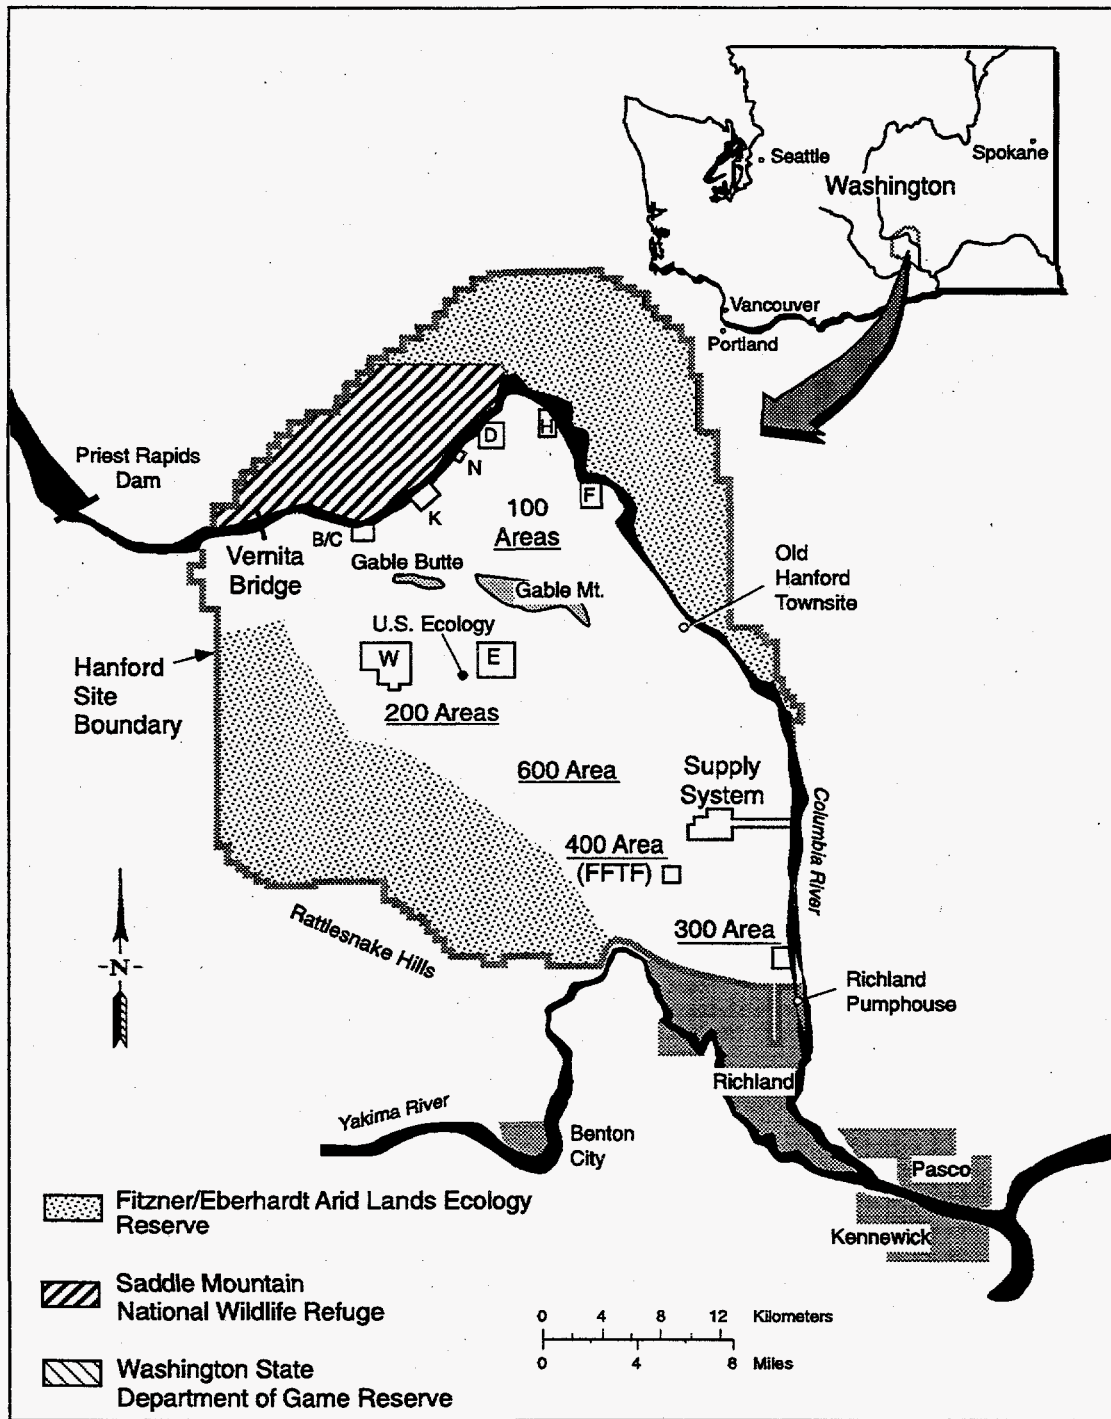 Seattle
Spokane
Washington
Vancouver
Portland
Priest Rapids
Dam
D
H
N
F
K
100
Areas
B/C
Vernita
Bridge
Gable Butte
Gable Mt.
Old
Hanford
Townsite
U.S. Ecology
W
E
Hanford
Site
Boundary
200 Areas
600 Area
Supply
System
Columbia River
400 Area
(FFTF)
Rattlesnake Hills
300 Area
-N-
Richland
Pumphouse
Richland
Yakima River
Benton
City
Pasco
Kennewick
Fitzner/Eberhardt Arid Lands Ecology
Reserve
Saddle Mountain
National Wildlife Refuge
Washington State
Department of Game Reserve
0 4 8 12 Kilometers
0 4 8 Miles